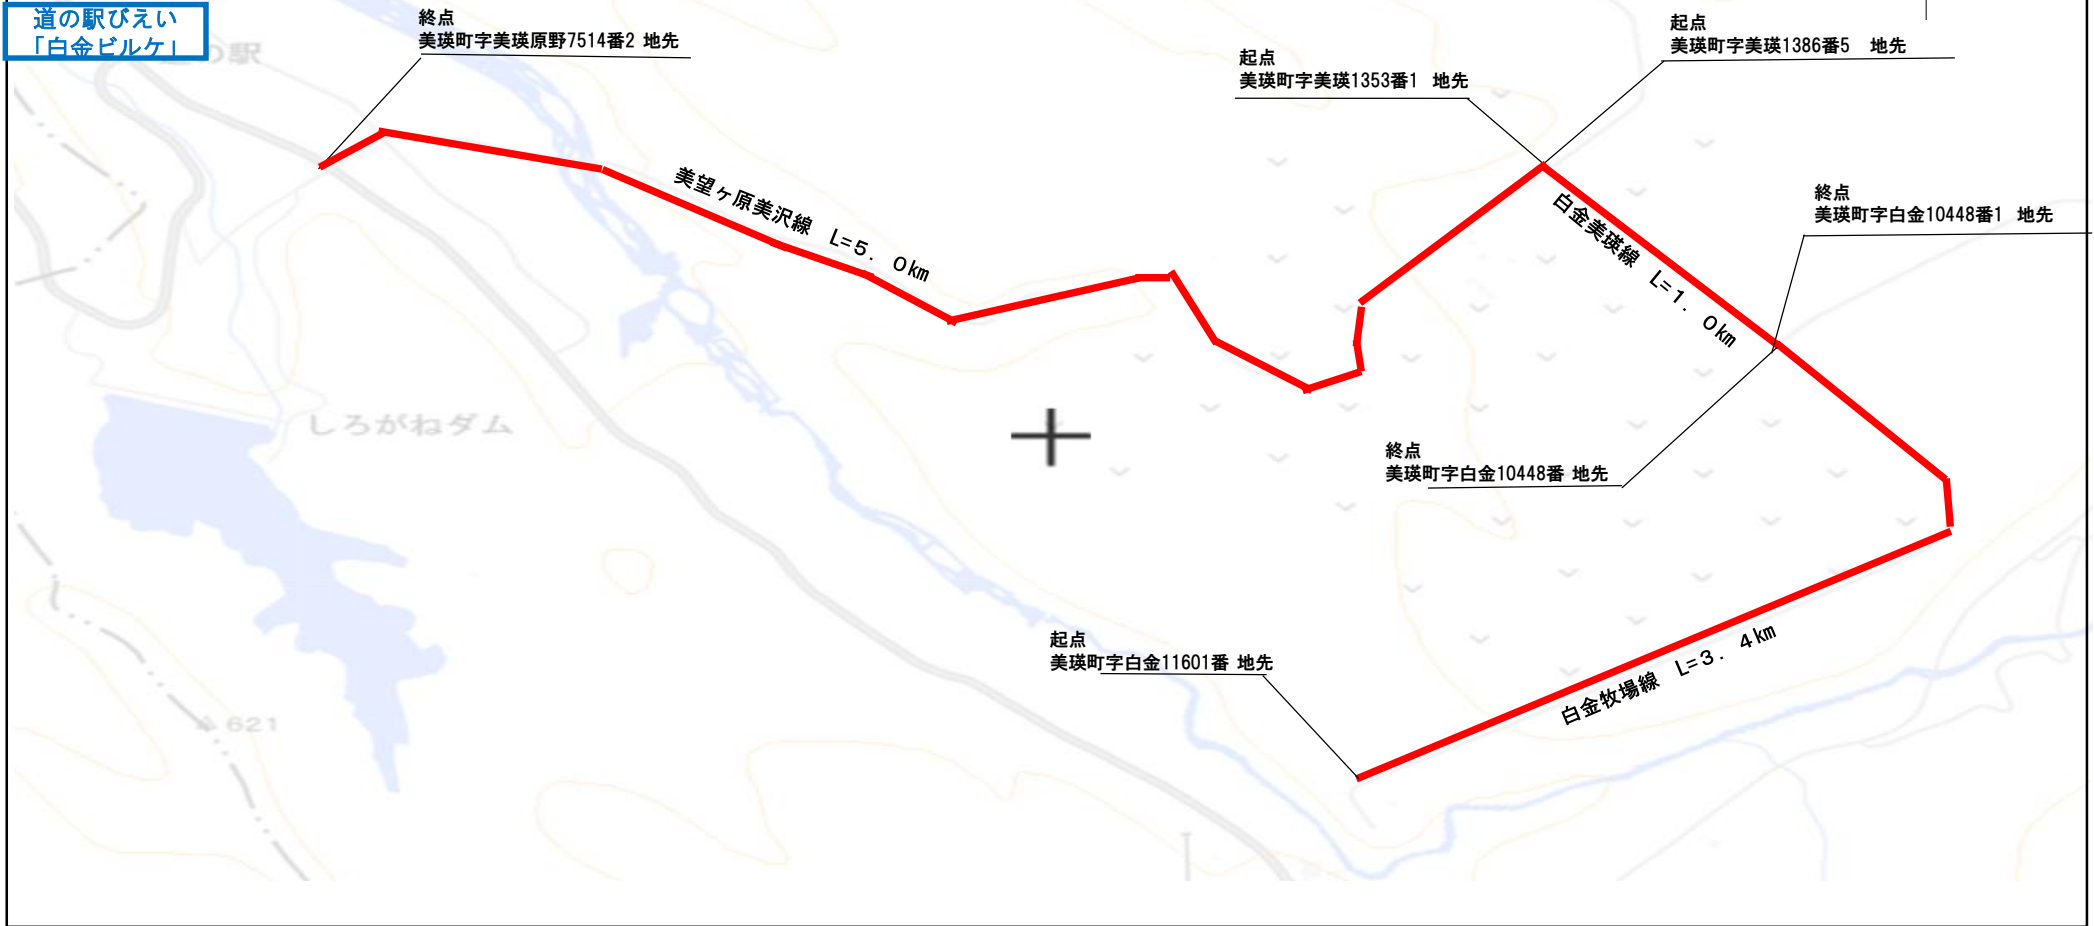 道の駅びえい
「白金ビルケ」
の駅
終点
美瑛町字美瑛原野7514番2 地先
起点
美瑛町字美瑛1353番1 地先
起点
美瑛町字美瑛1386番5 地先
終点
美瑛町字白金10448番1 地先
美望ヶ原美沢線 L=5．0km
白金美瑛線 L=1．0km
しろがねダム
終点
美瑛町字白金10448番 地先
起点
美瑛町字白金11601番 地先
白金牧場線 L=3．4km
621